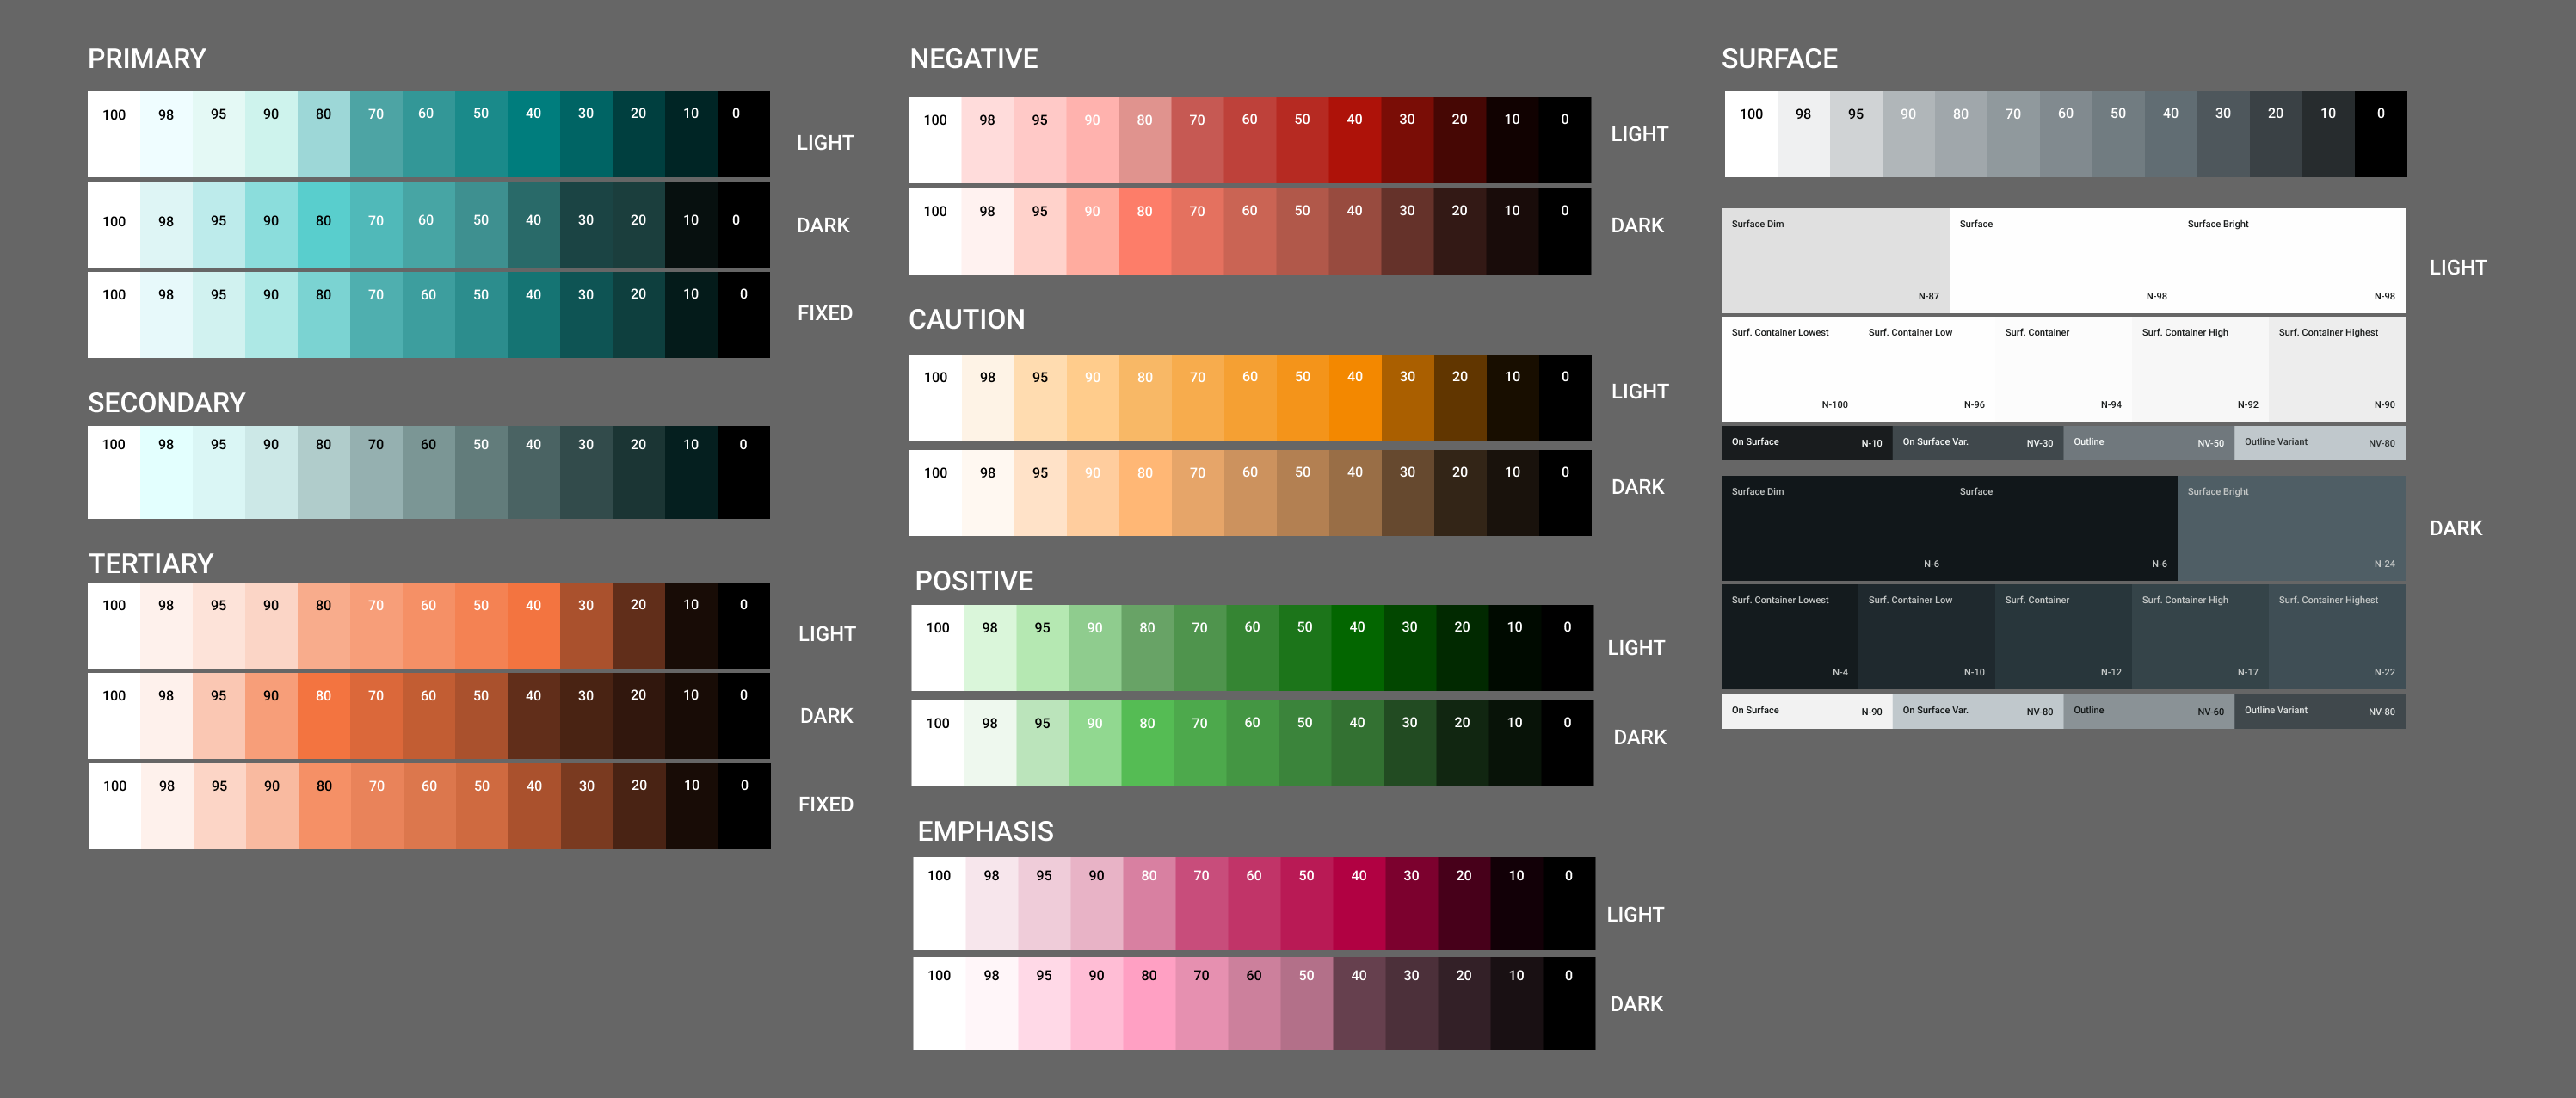 PRIMARY
100 98 95 90 80 70 60 50 40 30 20 10 0
LIGHT
100 98 95 90 80 70 60 50 40 30 20 10 0
DARK
100 98 95 90 80 70 60 50 40 30 20 10 0
FIXED
SECONDARY
100 98 95 90 80 70 60 50 40 30 20 10 0
TERTIARY
100 98 95 90 80 70 60 50 40 30 20 10 0
LIGHT
100 98 95 90 80 70 60 50 40 30 20 10 0
DARK
100 98 95 90 80 70 60 50 40 30 20 10 0
FIXED
NEGATIVE
100 98 95 90 80 70 60 50 40 30 20 10 0
LIGHT
100 98 95 90 80 70 60 50 40 30 20 10 0
DARK
CAUTION
100 98 95 90 80 70 60 50 40 30 20 10 0
LIGHT
100 98 95 90 80 70 60 50 40 30 20 10 0
DARK
POSITIVE
100 98 95 90 80 70 60 50 40 30 20 10 0
LIGHT
100 98 95 90 80 70 60 50 40 30 20 10 0
DARK
EMPHASIS
100 98 95 90 80 70 60 50 40 30 20 10 0
LIGHT
100 98 95 90 80 70 60 50 40 30 20 10 0
DARK
SURFACE
100 98 95 90 80 70 60 50 40 30 20 10 0
Surface Dim Surface Surface Bright
LIGHT
N-87 N-98 N-98
Surf. Container Lowest Surf. Container Low Surf. Container Surf. Container High Surf. Container Highest
N-100 N-96 N-94 N-92 N-90
On Surface N-10 On Surface Var. NV-30 Outline NV-50 Outline Variant NV-80
Surface Dim Surface Surface Bright
DARK
N-6 N-6 N-24
Surf. Container Lowest Surf. Container Low Surf. Container Surf. Container High Surf. Container Highest
N-4 N-10 N-12 N-17 N-22
On Surface N-90 On Surface Var. NV-80 Outline NV-60 Outline Variant NV-80